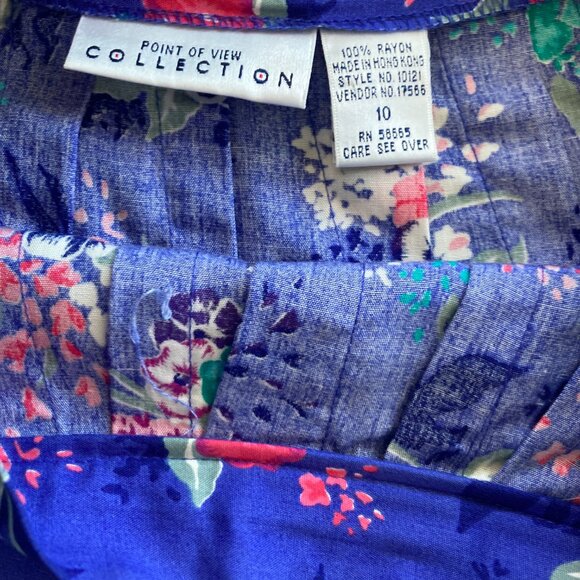 POINT OF VIEW
COLLECTION
100% RAYON
MADE IN HONG KONG
STYLE NO. 10121
VENDOR NO. 17566
10
RN 58665
CARE SEE OVER